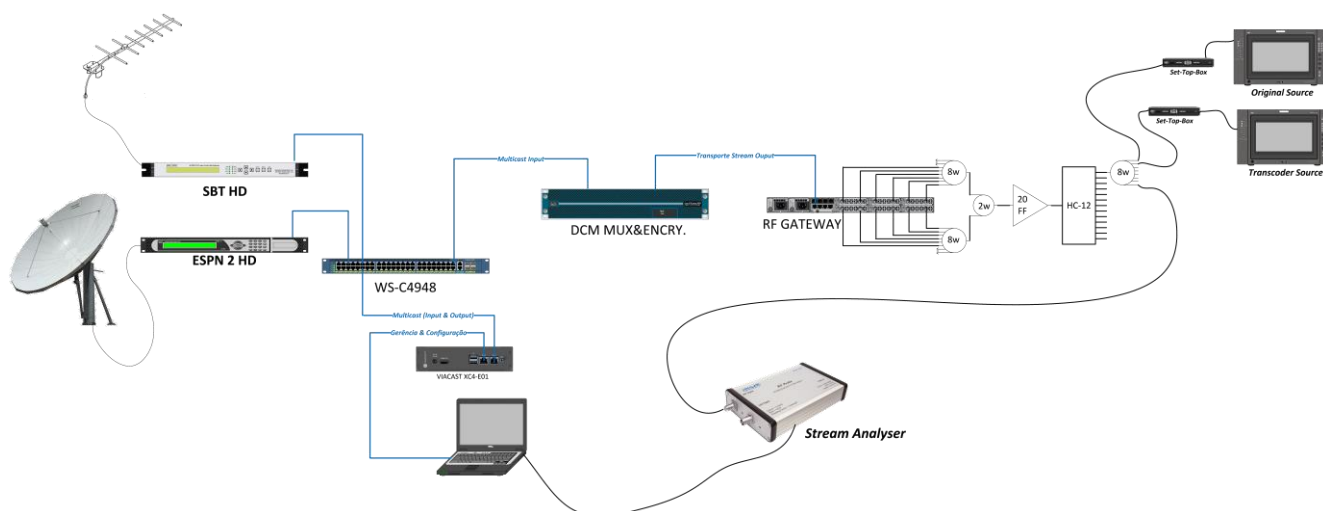 Set-Top-Box
Original Source
Set-Top-Box
Transcoder Source
Multicast Input
Transporte Stream Ouput
SBT HD
8w
8w
DCM MUX&ENCRY.
RF GATEWAY
2w
20
FF
HC-12
ESPN 2 HD
8w
WS-C4948
Multicast (Input & Output)
Gerência & Configuração
VIACAST XC4-E01
Stream Analyser